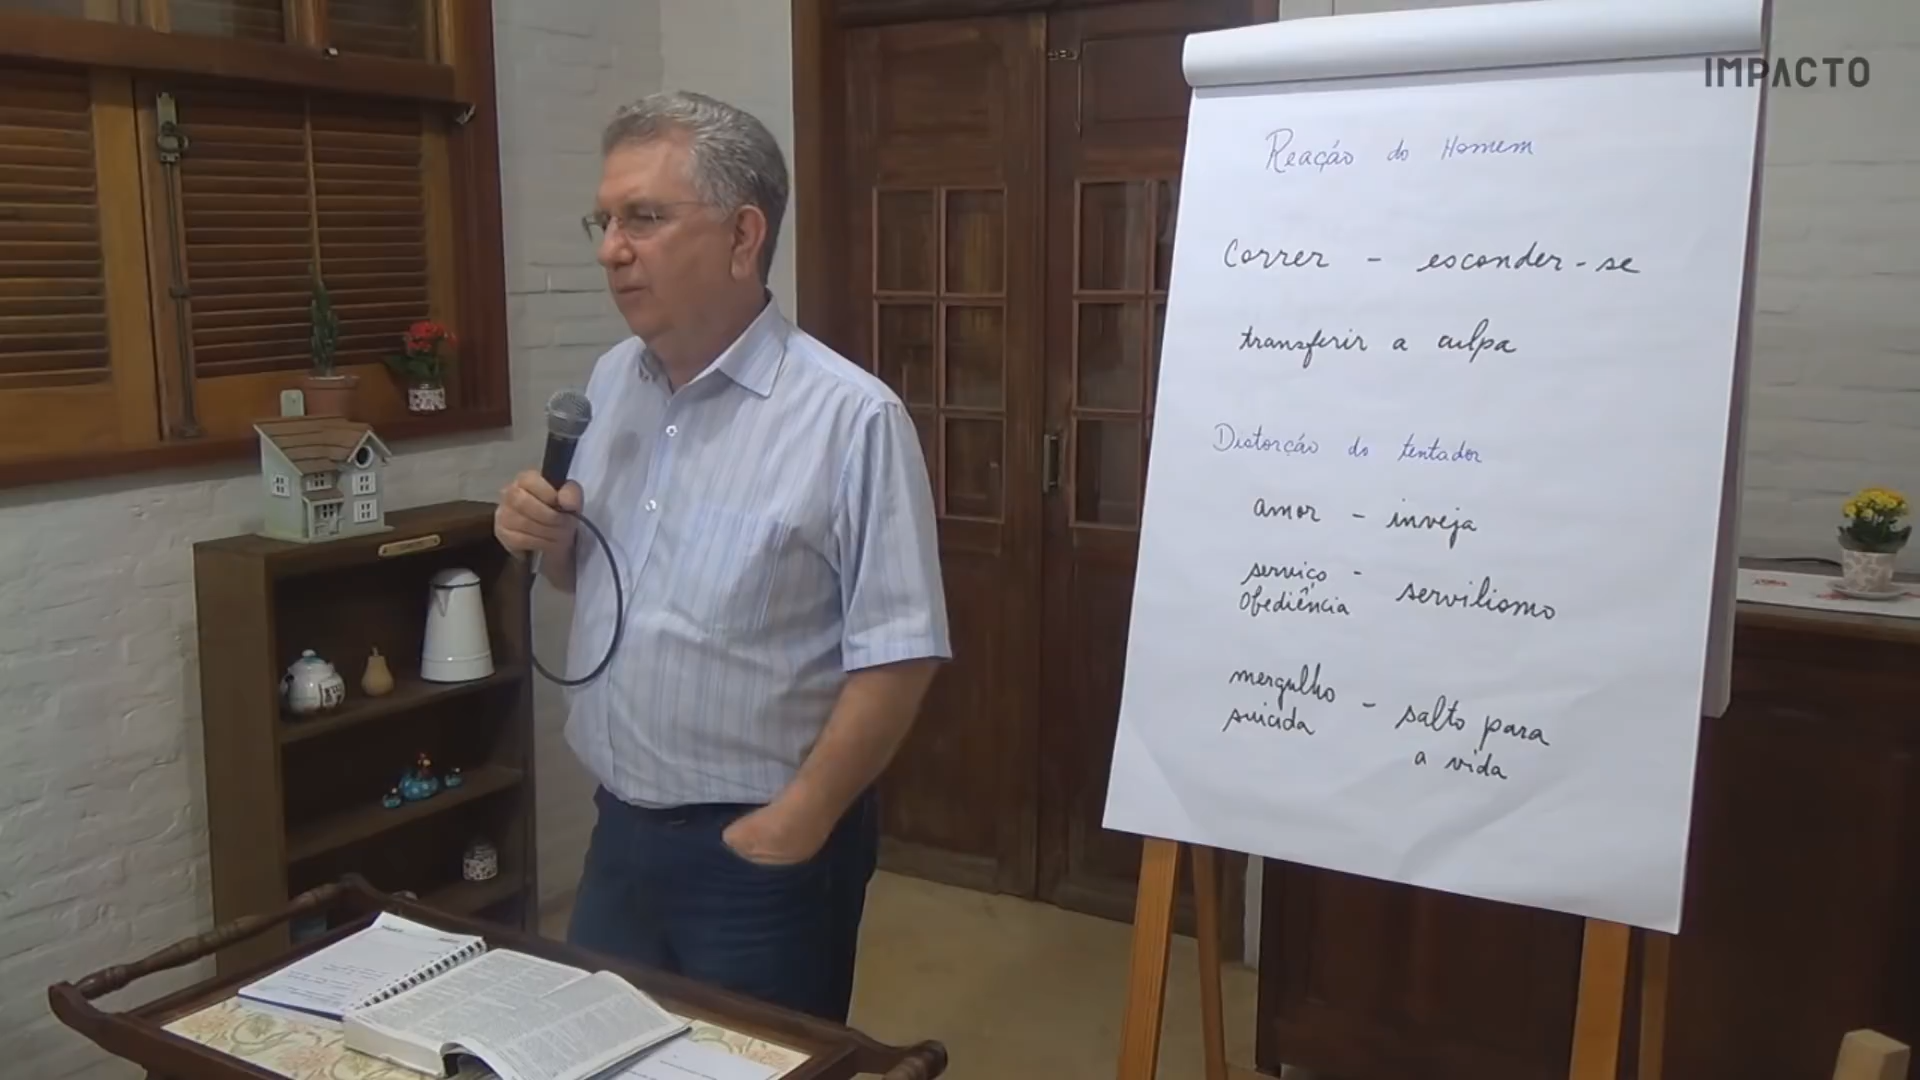 IMPACTO
Reação do Homem
Correr - esconder-se
transferir a culpa
Distorção do tentador
amor - inveja
serviço - servilismo
Obediência
mergulho - salto para
suicida a vida